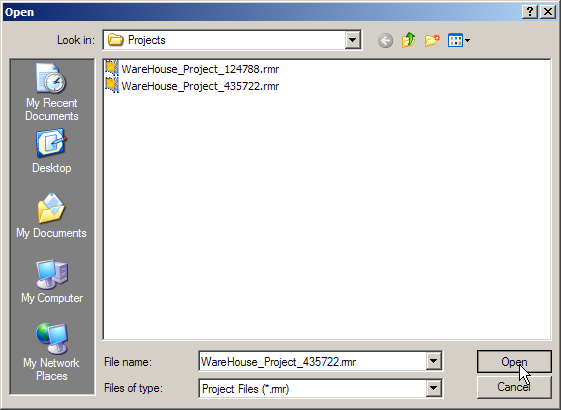 Open
Look in:
Projects
My Recent
Documents
Desktop
My Documents
My Computer
My Network
Places
WareHouse_Project_124788.rmr
WareHouse_Project_435722.rmr
File name:
WareHouse_Project_435722.rmr
Open
Files of type:
Project Files (*.mr)
Cancel